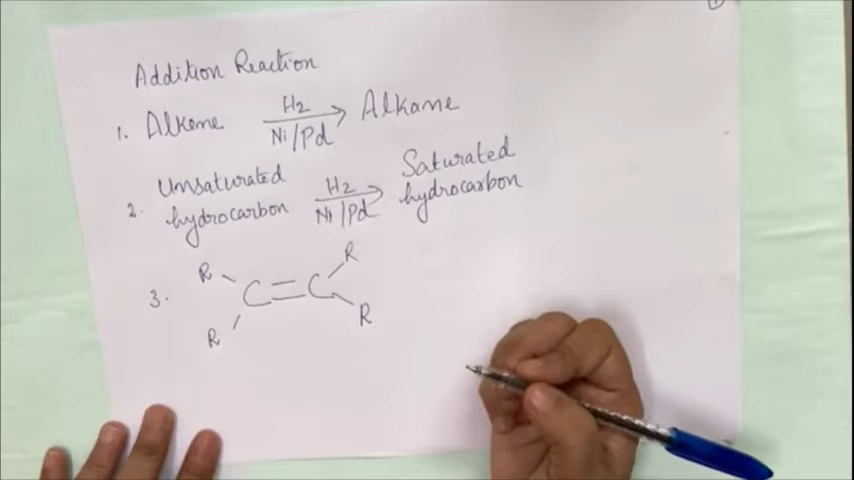 Addition Reaction
1. Alkene H2 Ni/Pd Alkane
2. Unsaturated hydrocarbon H2 Ni/Pd Saturated hydrocarbon
3. R R C=C R R